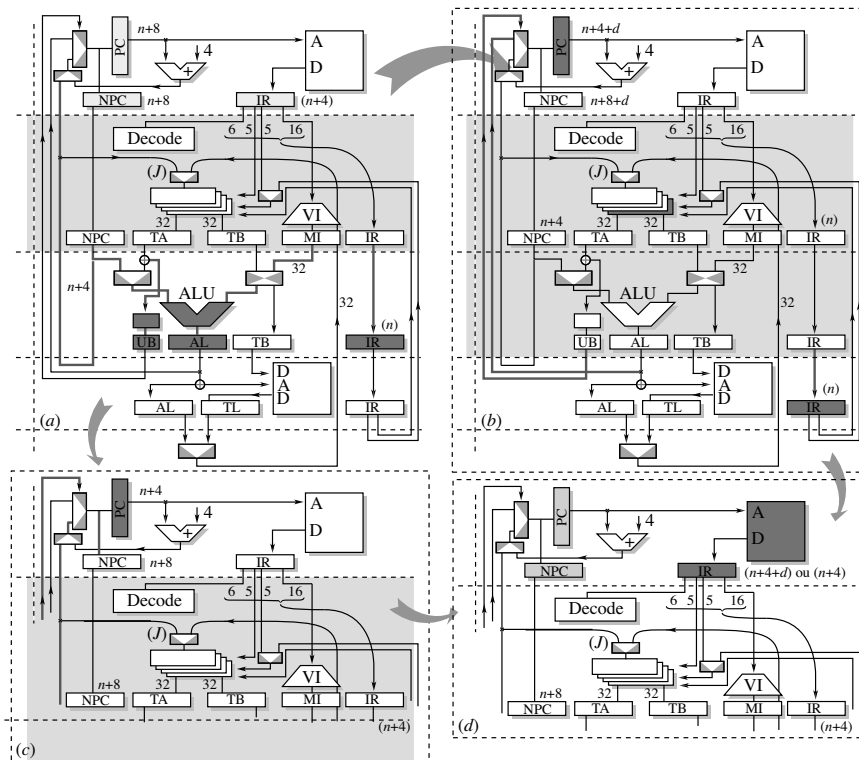 n+8
PC
4
+
A
D
NPC
n+8
IR
(n+4)
Decode
6 5 5 16
(J)
32 32
VI
NPC
TA
TB
MI
IR
n+4
32
ALU
32
(n)
UB
AL
TB
IR
D
A
D
AL
TL
IR
(a)
n+4+d
PC
4
+
A
D
NPC
n+8+d
IR
(n+4)
Decode
6 5 5 16
(J)
32 32
VI
n+4
(n)
NPC
TA
TB
MI
IR
32
ALU
32
UB
AL
TB
IR
D
A
D
(n)
AL
TL
IR
(b)
n+4
PC
4
+
A
D
NPC
n+8
IR
Decode
6 5 5 16
(J)
32 32
VI
n+8
NPC
TA
TB
MI
IR
(n+4)
(c)
PC
4
+
A
D
NPC
IR
(n+4+d) ou (n+4)
Decode
6 5 5 16
(J)
32 32
VI
n+8
NPC
TA
TB
MI
IR
(n+4)
(d)